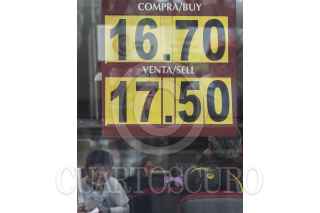 COMPRA/BUY
16.70
VENTA/SELL
17.50
CUARTOSCURO